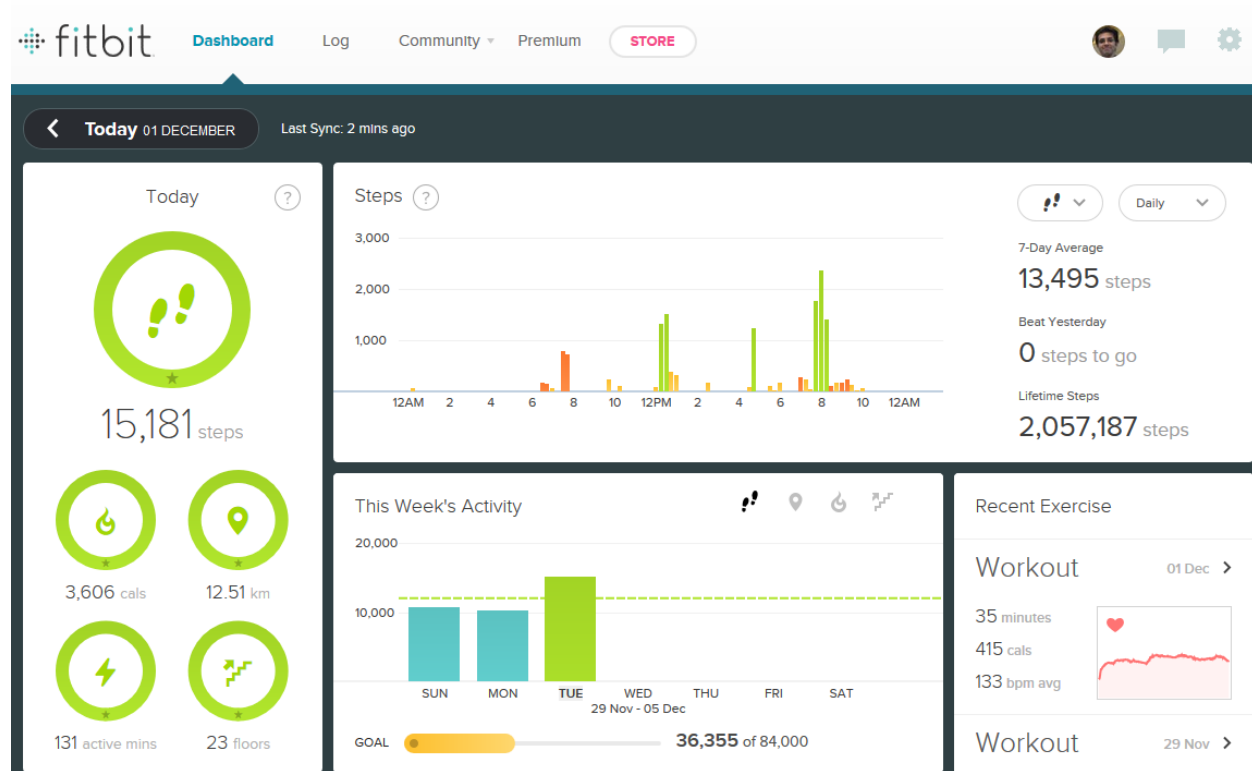 fitbit Dashboard Log Community Premium STORE
Today 01 DECEMBER Last Sync: 2 mins ago
Today ?
15,181 steps
3,606 cals 12.51 km
131 active mins 23 floors
Steps ?
3,000
2,000
1,000
12AM 2 4 6 8 10 12PM 2 4 6 8 10 12AM
Daily
7-Day Average
13,495 steps
Beat Yesterday
0 steps to go
Lifetime Steps
2,057,187 steps
This Week's Activity
20,000
10,000
SUN MON TUE WED THU FRI SAT
29 Nov - 05 Dec
GOAL 36,355 of 84,000
Recent Exercise
Workout 01 Dec
35 minutes
415 cals
133 bpm avg
Workout 29 Nov